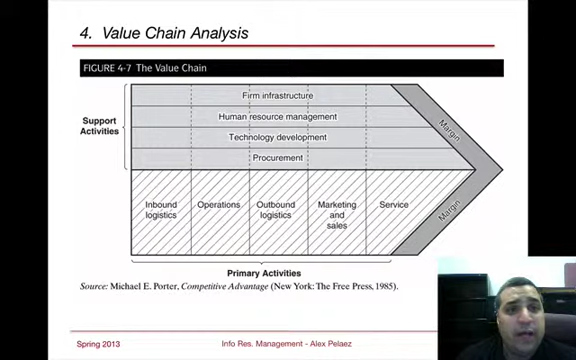 4. Value Chain Analysis
FIGURE 4-7 The Value Chain
Support
Activities
Firm infrastructure
Human resource management
Technology development
Procurement
Margin
Inbound
logistics
Operations
Outbound
logistics
Marketing
and
sales
Service
Margin
Primary Activities
Source: Michael E. Porter, Competitive Advantage (New York: The Free Press, 1985).
Spring 2013
Info Res. Management - Alex Pelaez